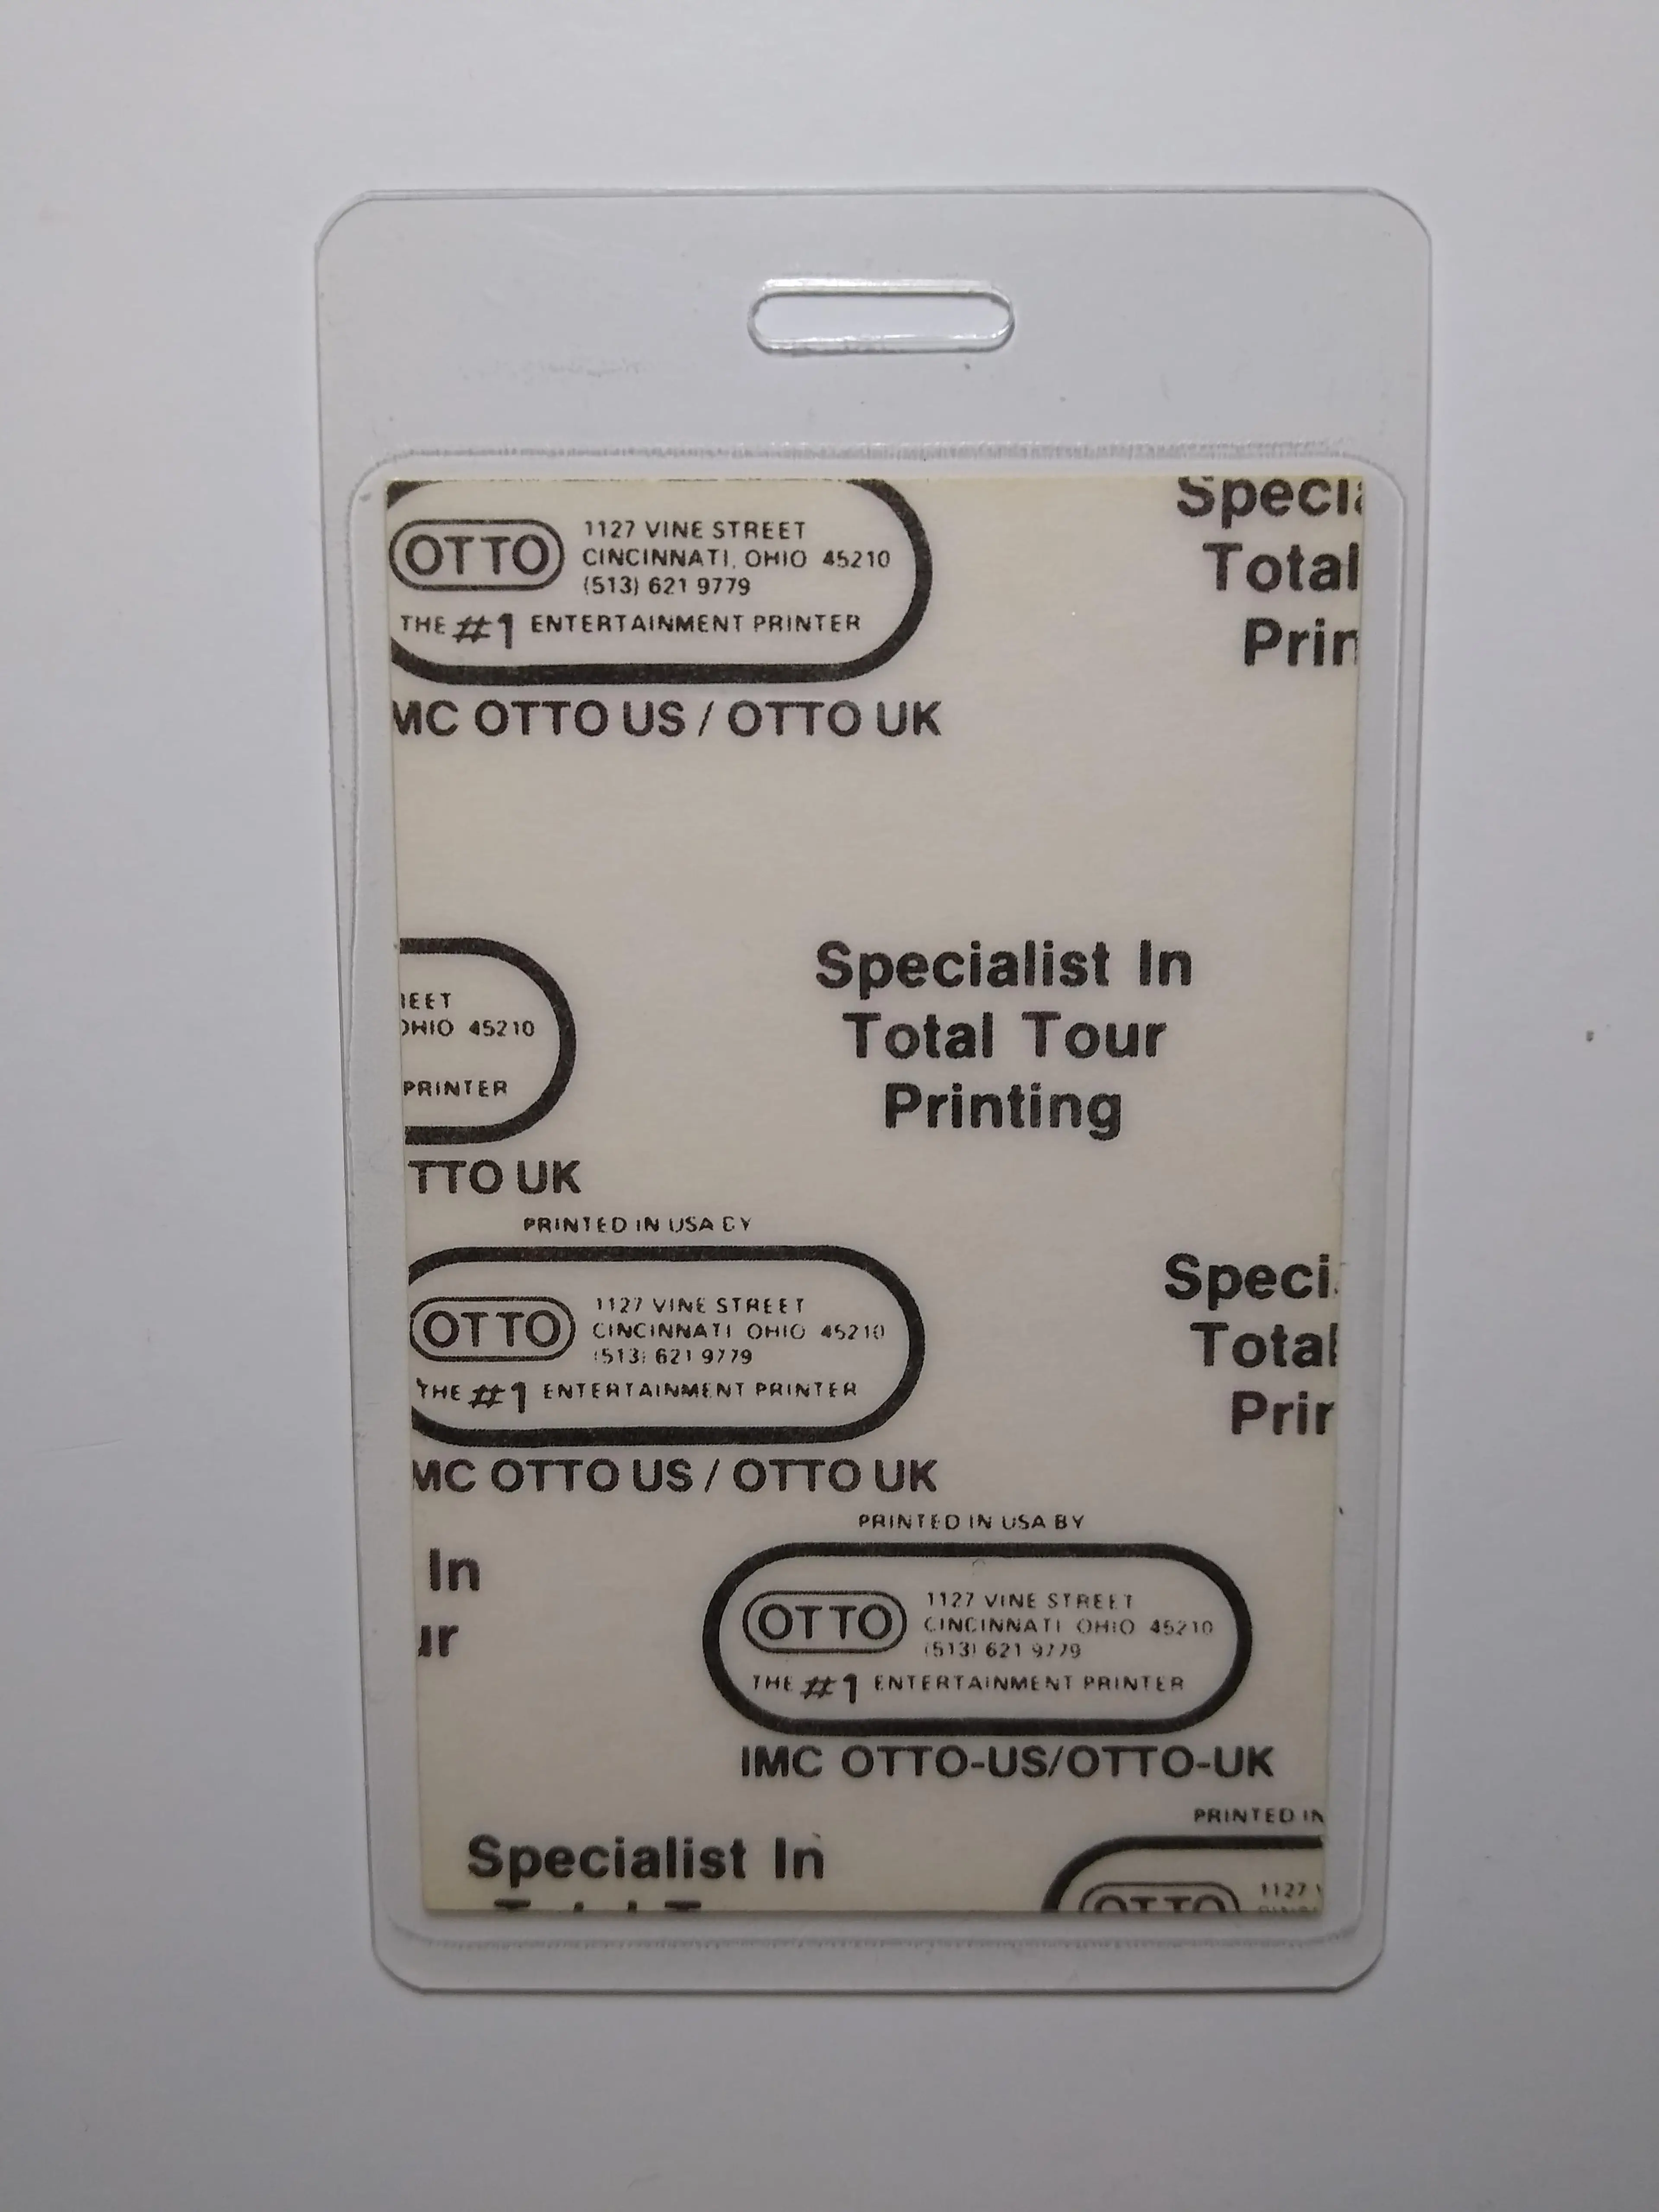 OTTO
1127 VINE STREET
CINCINNATI, OHIO 45210
(513) 621 9779
THE #1 ENTERTAINMENT PRINTER
MC OTTO US / OTTO UK
Speci
Total
Prin
EET
OHIO 45210
PRINTER
TTO UK
Specialist In
Total Tour
Printing
PRINTED IN USA BY
OTTO
1127 VINE STREET
CINCINNATI OHIO 45210
(513) 621 9779
THE #1 ENTERTAINMENT PRINTER
MC OTTO US / OTTO UK
Speci
Total
Prin
In
ur
PRINTED IN USA BY
OTTO
1127 VINE STREET
CINCINNATI OHIO 45210
(513) 621 9779
THE #1 ENTERTAINMENT PRINTER
IMC OTTO-US/OTTO-UK
Specialist In
PRINTED IN
OTTO
1127